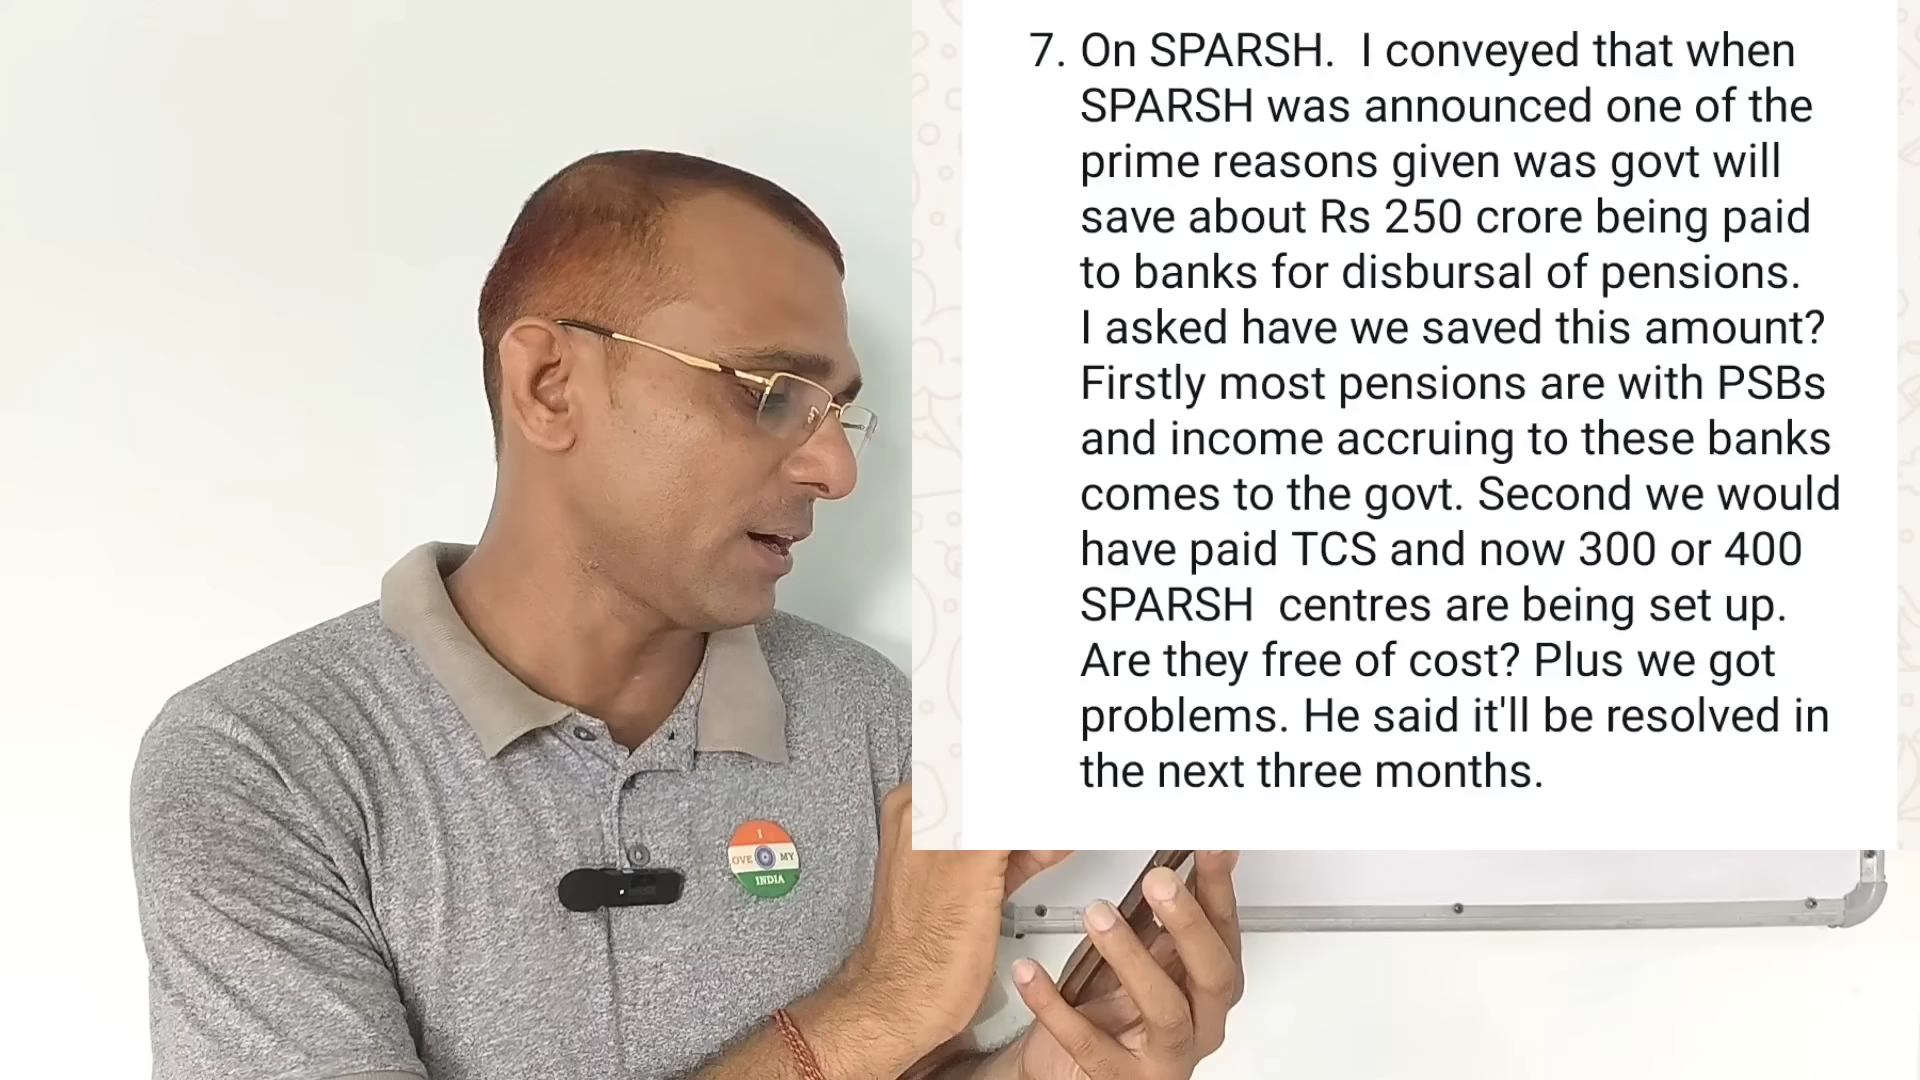 7. On SPARSH.  I conveyed that when
SPARSH was announced one of the
prime reasons given was govt will
save about Rs 250 crore being paid
to banks for disbursal of pensions.
I asked have we saved this amount?
Firstly most pensions are with PSBs
and income accruing to these banks
comes to the govt. Second we would
have paid TCS and now 300 or 400
SPARSH  centres are being set up.
Are they free of cost? Plus we got
problems. He said it'll be resolved in
the next three months.
I
OVE MY
INDIA